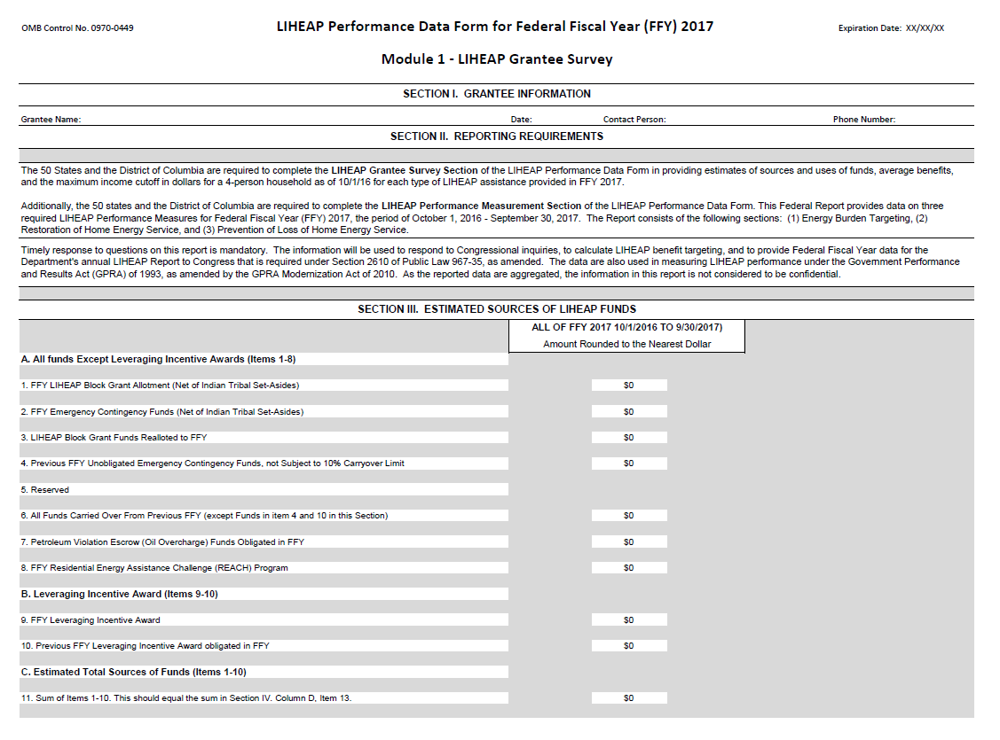 OMB Control No. 0970-0449
LIHEAP Performance Data Form for Federal Fiscal Year (FFY) 2017
Expiration Date: XX/XX/XX
Module 1 - LIHEAP Grantee Survey
SECTION I. GRANTEE INFORMATION
Grantee Name: Date: Contact Person: Phone Number:
SECTION II. REPORTING REQUIREMENTS
The 50 States and the District of Columbia are required to complete the LIHEAP Grantee Survey Section of the LIHEAP Performance Data Form in providing estimates of sources and uses of funds, average benefits,
and the maximum income cutoff in dollars for a 4-person household as of 10/1/16 for each type of LIHEAP assistance provided in FFY 2017.
Additionally, the 50 states and the District of Columbia are required to complete the LIHEAP Performance Measurement Section of the LIHEAP Performance Data Form. This Federal Report provides data on three
required LIHEAP Performance Measures for Federal Fiscal Year (FFY) 2017, the period of October 1, 2016 - September 30, 2017. The Report consists of the following sections: (1) Energy Burden Targeting, (2)
Restoration of Home Energy Service, and (3) Prevention of Loss of Home Energy Service.
Timely response to questions on this report is mandatory. The information will be used to respond to Congressional inquiries, to calculate LIHEAP benefit targeting, and to provide Federal Fiscal Year data for the
Department's annual LIHEAP Report to Congress that is required under Section 2610 of Public Law 967-35, as amended. The data are also used in measuring LIHEAP performance under the Government Performance
and Results Act (GPRA) of 1993, as amended by the GPRA Modernization Act of 2010. As the reported data are aggregated, the information in this report is not considered to be confidential.
SECTION III. ESTIMATED SOURCES OF LIHEAP FUNDS
ALL OF FFY 2017 10/1/2016 TO 9/30/2017)
Amount Rounded to the Nearest Dollar
A. All funds Except Leveraging Incentive Awards (Items 1-8)
1. FFY LIHEAP Block Grant Allotment (Net of Indian Tribal Set-Asides) $0
2. FFY Emergency Contingency Funds (Net of Indian Tribal Set-Asides) $0
3. LIHEAP Block Grant Funds Realloted to FFY $0
4. Previous FFY Unobligated Emergency Contingency Funds, not Subject to 10% Carryover Limit $0
5. Reserved
6. All Funds Carried Over From Previous FFY (except Funds in item 4 and 10 in this Section) $0
7. Petroleum Violation Escrow (Oil Overcharge) Funds Obligated in FFY $0
8. FFY Residential Energy Assistance Challenge (REACH) Program $0
B. Leveraging Incentive Award (Items 9-10)
9. FFY Leveraging Incentive Award $0
10. Previous FFY Leveraging Incentive Award obligated in FFY $0
C. Estimated Total Sources of Funds (Items 1-10)
11. Sum of Items 1-10. This should equal the sum in Section IV. Column D, Item 13. $0